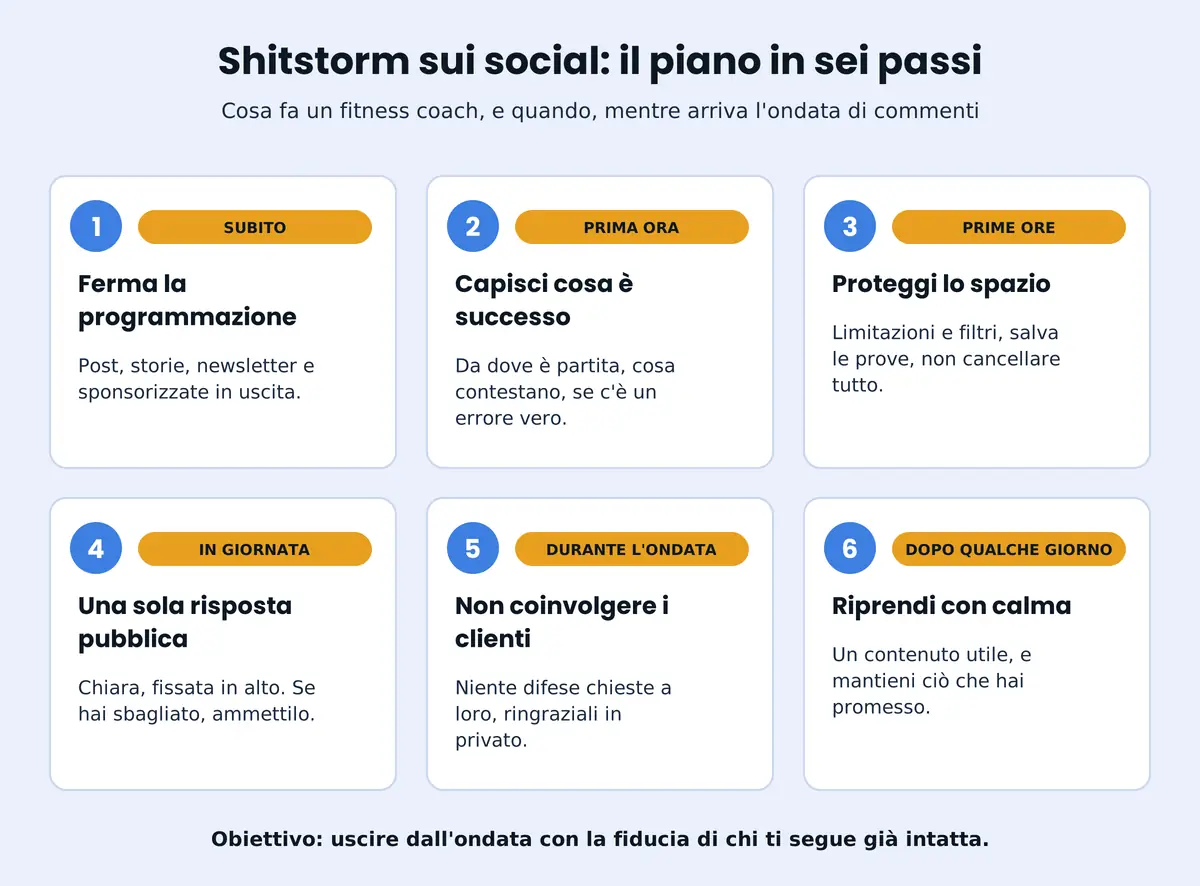 Shitstorm sui social: il piano in sei passi
Cosa fa un fitness coach, e quando, mentre arriva l'ondata di commenti
1
SUBITO
Ferma la
programmazione
Post, storie, newsletter e
sponsorizzate in uscita.
2
PRIMA ORA
Capisci cosa è
successo
Da dove è partita, cosa
contestano, se c'è un
errore vero.
3
PRIME ORE
Proteggi lo spazio
Limitazioni e filtri, salva
le prove, non cancellare
tutto.
4
IN GIORNATA
Una sola risposta
pubblica
Chiara, fissata in alto. Se
hai sbagliato, ammettilo.
5
DURANTE L'ONDATA
Non coinvolgere i
clienti
Niente difese chieste a
loro, ringraziali in
privato.
6
DOPO QUALCHE GIORNO
Riprendi con calma
Un contenuto utile, e
mantieni ciò che hai
promesso.
Obiettivo: uscire dall'ondata con la fiducia di chi ti segue già intatta.